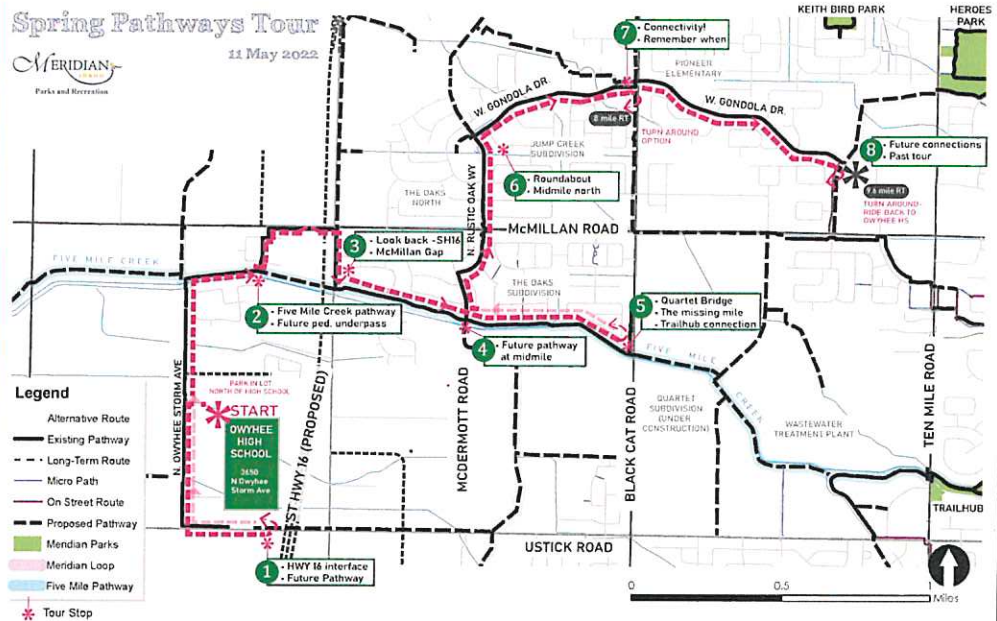 Spring Pathways Tour
11 May 2022
MERIDIAN
IDAHO
Parks and Recreation
KEITH BIRD PARK
HEROES
PARK
7
- Connectivity!
- Remember when
PIONEER
ELEMENTARY
W. GONDOLA DR.
W. GONDOLA DR.
8 mile RT
TURN AROUND
OPTION
JUMP CREEK
SUBDIVISION
8
- Future connections
- Past tour
9.6 mile RT
TURN AROUND-
RIDE BACK TO
OWYHEE HS
6
- Roundabout
- Midmile north
THE OAKS
NORTH
N. RUSTIC OAK WY
McMILLAN ROAD
3
- Look back -SH16
- McMillan Gap
FIVE MILE CREEK
THE OAKS
SUBDIVISION
2
- Five Mile Creek pathway
- Future ped. underpass
5
- Quartet Bridge
- The missing mile
- Trailhub connection
4
- Future pathway
at midmile
FIVE MILE
CREEK
N. OWYHEE STORM AVE
PARK IN LOT
NORTH OF HIGH SCHOOL
START
OWYHEE
HIGH
SCHOOL
3650
N Owyhee
Storm Ave
ST HWY 16 (PROPOSED)
MCDERMOTT ROAD
BLACK CAT ROAD
QUARTET
SUBDIVISION
(UNDER
CONSTRUCTION)
WASTEWATER
TREATMENT PLANT
TEN MILE ROAD
TRAILHUB
USTICK ROAD
1
- HWY 16 interface
- Future Pathway
Legend
Alternative Route
Existing Pathway
Long-Term Route
Micro Path
On Street Route
Proposed Pathway
Meridian Parks
Meridian Loop
Five Mile Pathway
Tour Stop
0
0.5
1
Miles